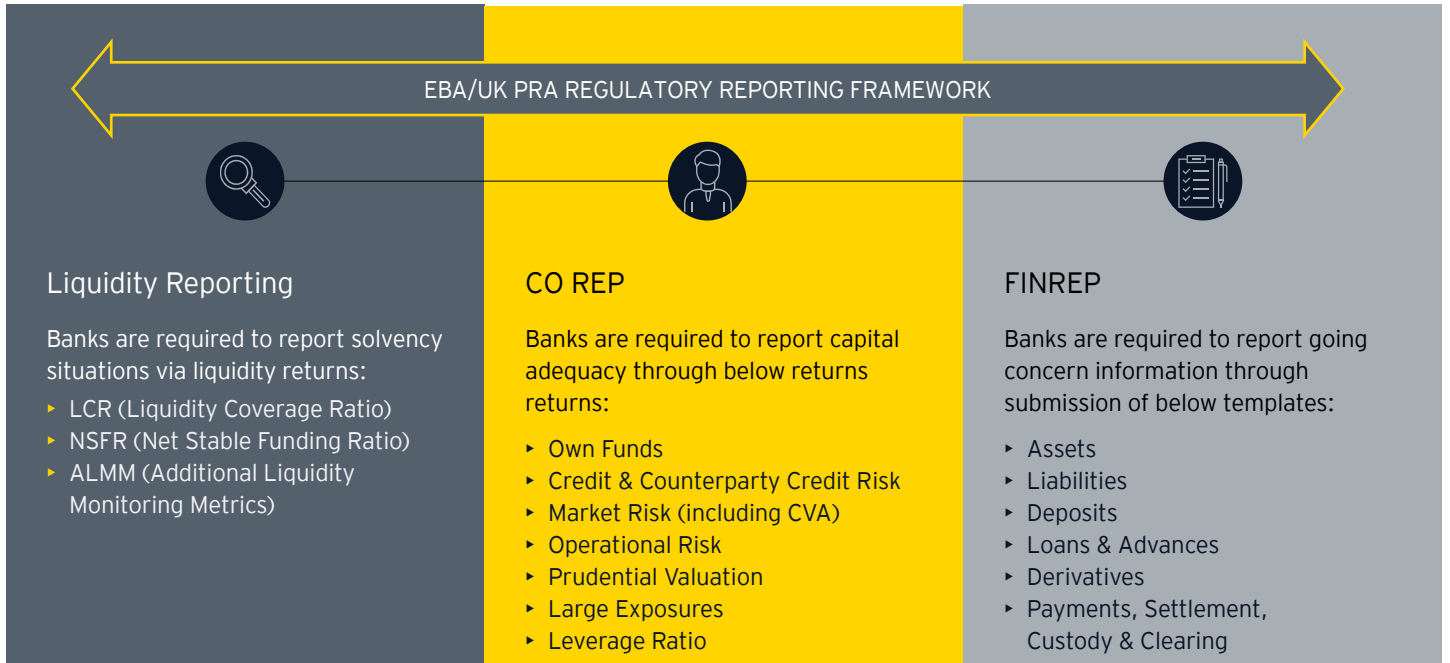 EBA/UK PRA REGULATORY REPORTING FRAMEWORK
Liquidity Reporting
Banks are required to report solvency
situations via liquidity returns:
‣ LCR (Liquidity Coverage Ratio)
‣ NSFR (Net Stable Funding Ratio)
‣ ALMM (Additional Liquidity
Monitoring Metrics)
CO REP
Banks are required to report capital
adequacy through below returns
returns:
‣ Own Funds
‣ Credit & Counterparty Credit Risk
‣ Market Risk (including CVA)
‣ Operational Risk
‣ Prudential Valuation
‣ Large Exposures
‣ Leverage Ratio
FINREP
Banks are required to report going
concern information through
submission of below templates:
‣ Assets
‣ Liabilities
‣ Deposits
‣ Loans & Advances
‣ Derivatives
‣ Payments, Settlement,
Custody & Clearing